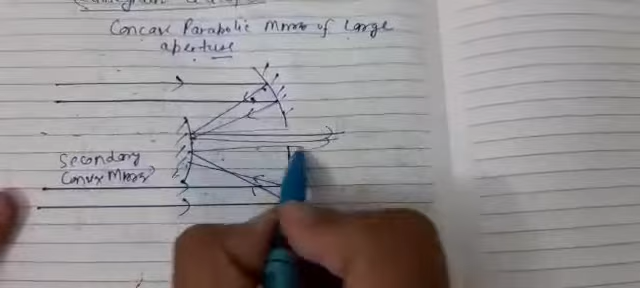 Concave Parabolic Mirror of Large
aperture
Secondary
Convex Mirror